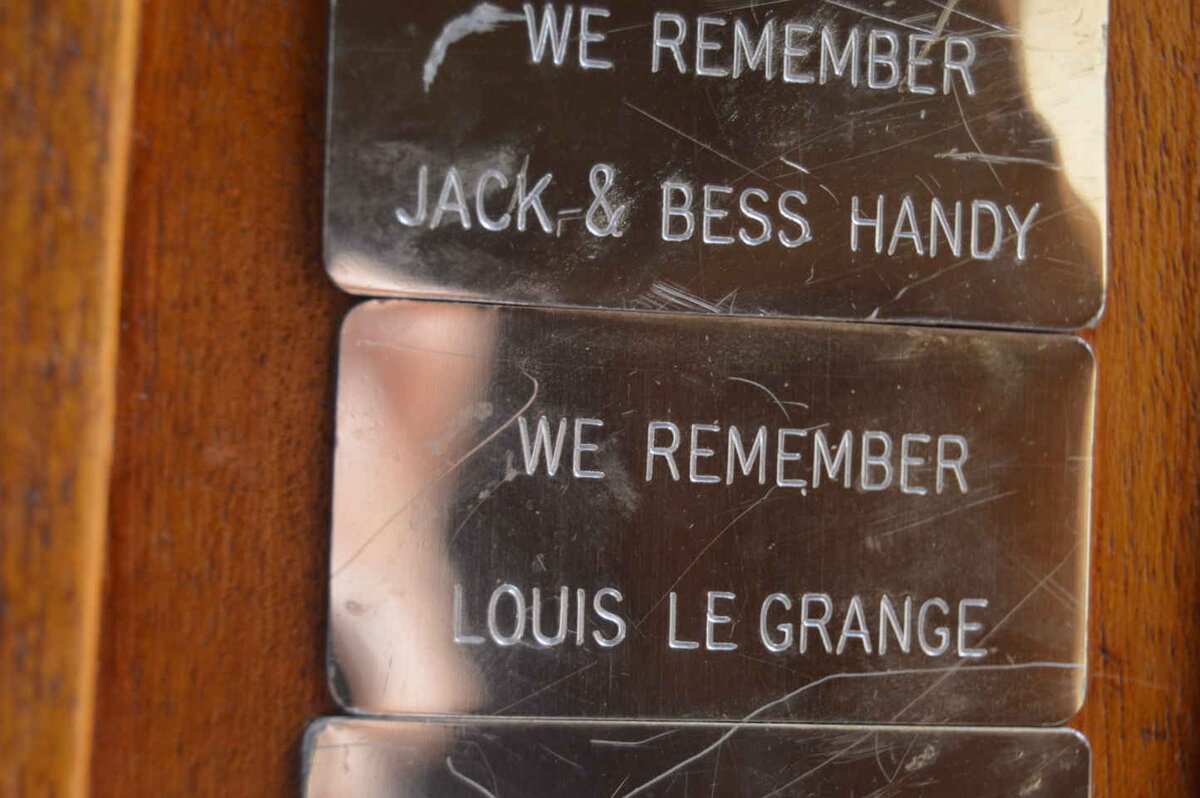 WE REMEMBER
JACK & BESS HANDY
WE REMEMBER
LOUIS LE GRANGE